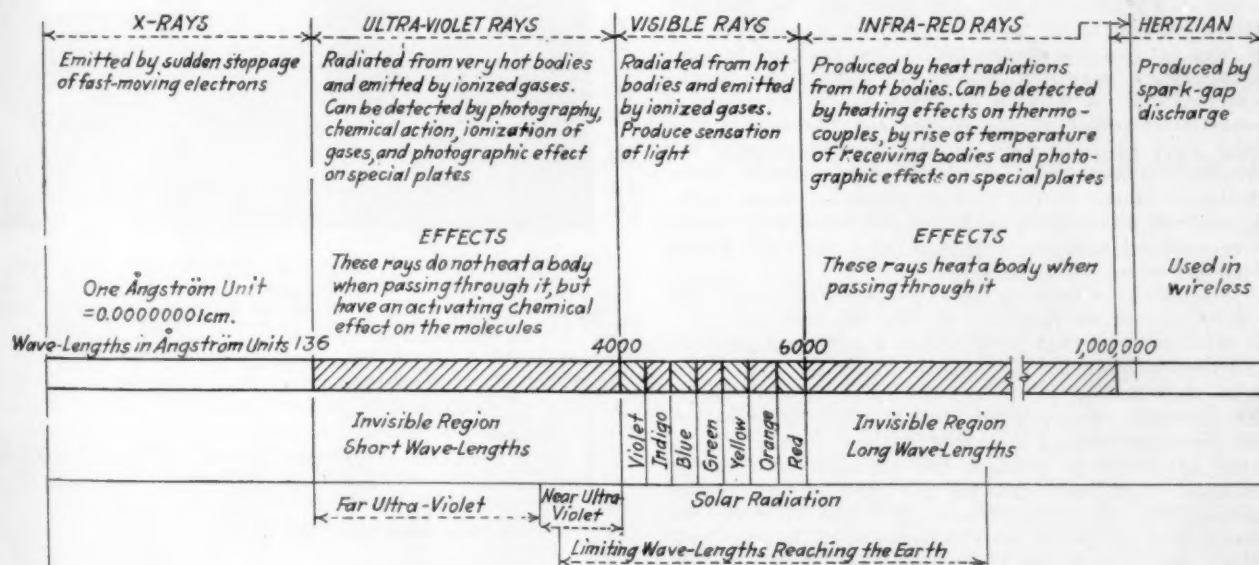 X-RAYS
ULTRA-VIOLET RAYS
VISIBLE RAYS
INFRA-RED RAYS
HERTZIAN
Emitted by sudden stoppage
of fast-moving electrons
Radiated from very hot bodies
and emitted by ionized gases.
Can be detected by photography,
chemical action, ionization of
gases, and photographic effect
on special plates
Radiated from hot
bodies and emitted
by ionized gases.
Produce sensation
of light
Produced by heat radiations
from hot bodies. Can be detected
by heating effects on thermo-
couples, by rise of temperature
of receiving bodies and photo-
graphic effects on special plates
Produced by
spark-gap
discharge
EFFECTS
These rays do not heat a body
when passing through it, but
have an activating chemical
effect on the molecules
EFFECTS
These rays heat a body when
passing through it
Used in
wireless
One Ångström Unit
=0.00000001cm.
Wave-Lengths in Ångström Units 136
4000
6000
1,000,000
Invisible Region
Short Wave-Lengths
Violet
Indigo
Blue
Green
Yellow
Orange
Red
Invisible Region
Long Wave-Lengths
Far Ultra-Violet
Near Ultra-
Violet
Solar Radiation
Limiting Wave-Lengths Reaching the Earth